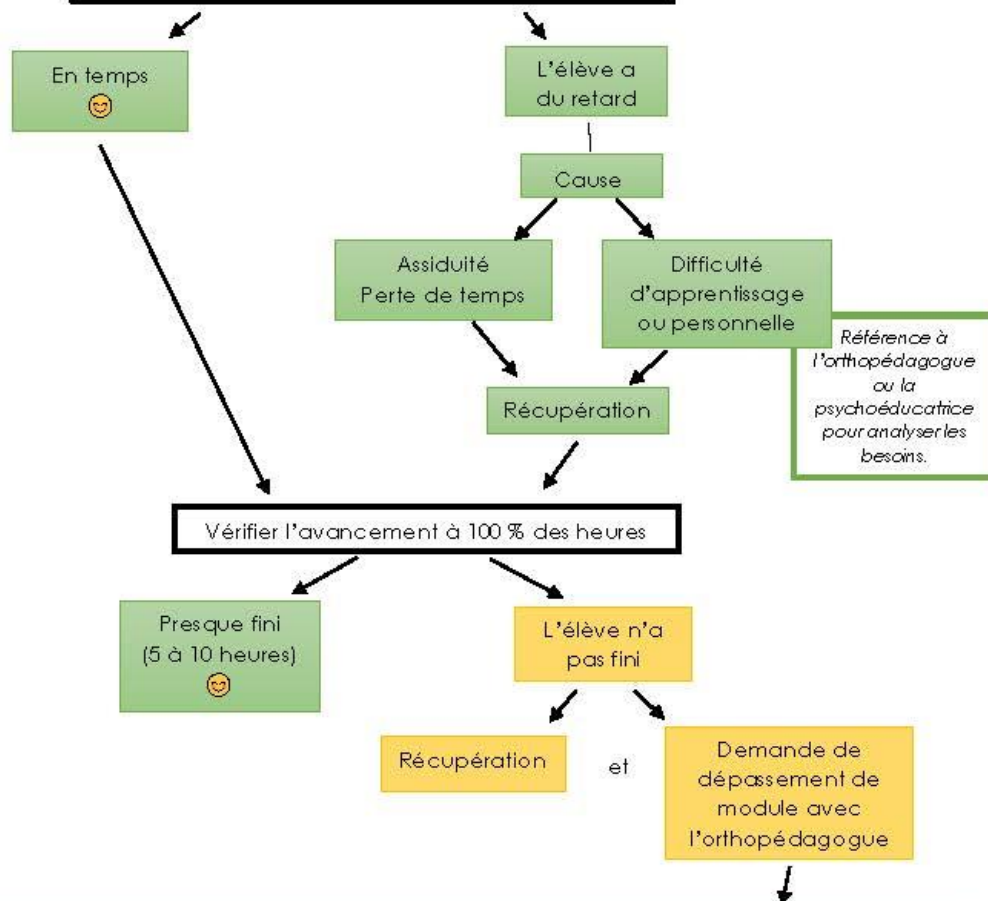 En temps
L'élève a
du retard
Cause
Assiduité
Perte de temps
Difficulté
d'apprentissage
ou personnelle
Référence à
l'orthopédagogue
ou la
psychoéducatrice
pour analyser les
besoins.
Récupération
Vérifier l'avancement à 100 % des heures
Presque fini
(5 à 10 heures)
L'élève n'a
pas fini
Récupération
et
Demande de
dépassement de
module avec
l'orthopédagogue